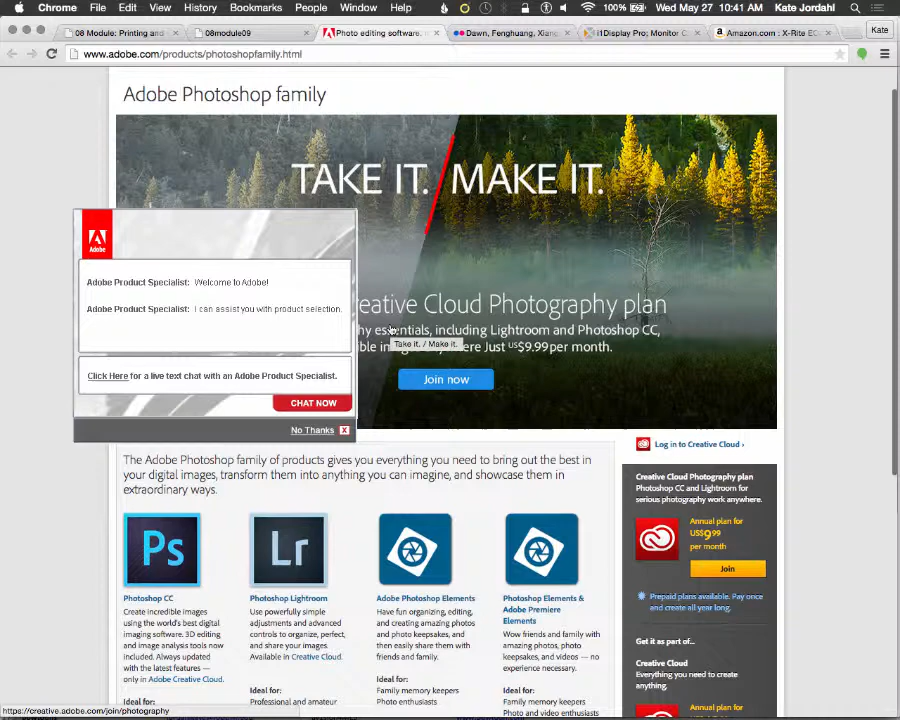 Chrome File Edit View History Bookmarks People Window Help 100% Wed May 27 10:41 AM Kate Jordahl
08 Module: Printing and 08module09 Photo editing software. Dawn, Fenghuang, Xiang i1Display Pro; Monitor C Amazon.com : X-Rite EC Kate
www.adobe.com/products/photoshopfamily.html
Adobe Photoshop family
TAKE IT. / MAKE IT.
Adobe
Adobe Product Specialist: Welcome to Adobe!
Adobe Product Specialist: I can assist you with product selection.
Click Here for a live text chat with an Adobe Product Specialist.
CHAT NOW
No Thanks X
reative Cloud Photography plan
hy essentials, including Lightroom and Photoshop CC,
ere Just US$9.99 per month.
Take it. / Make it.
Join now
Log in to Creative Cloud ›
The Adobe Photoshop family of products gives you everything you need to bring out the best in
your digital images, transform them into anything you can imagine, and showcase them in
extraordinary ways.
Ps
Photoshop CC
Create incredible images
using the world's best digital
imaging software. 3D editing
and image analysis tools now
included. Always updated
with the latest features —
only in Adobe Creative Cloud.
Ideal for:
Lr
Photoshop Lightroom
Use powerfully simple
adjustments and advanced
controls to organize, perfect,
and share your images.
Available in Creative Cloud.
Ideal for:
Professional and amateur
Adobe Photoshop Elements
Have fun organizing, editing,
and creating amazing photos
and photo keepsakes, and
then easily share them with
friends and family.
Ideal for:
Family memory keepers
Photo enthusiasts
Photoshop Elements &
Adobe Premiere
Elements
Wow friends and family with
amazing photos, photo
keepsakes, and videos — no
experience necessary.
Ideal for:
Family memory keepers
Photo and video enthusiasts
Creative Cloud Photography plan
Photoshop CC and Lightroom for
serious photography work anywhere.
Annual plan for
US$9.99
per month
Join
Prepaid plans available. Pay once
and create all year long.
Get it as part of...
Creative Cloud
Everything you need to create
anything.
Annual plan for
https://creative.adobe.com/join/photography